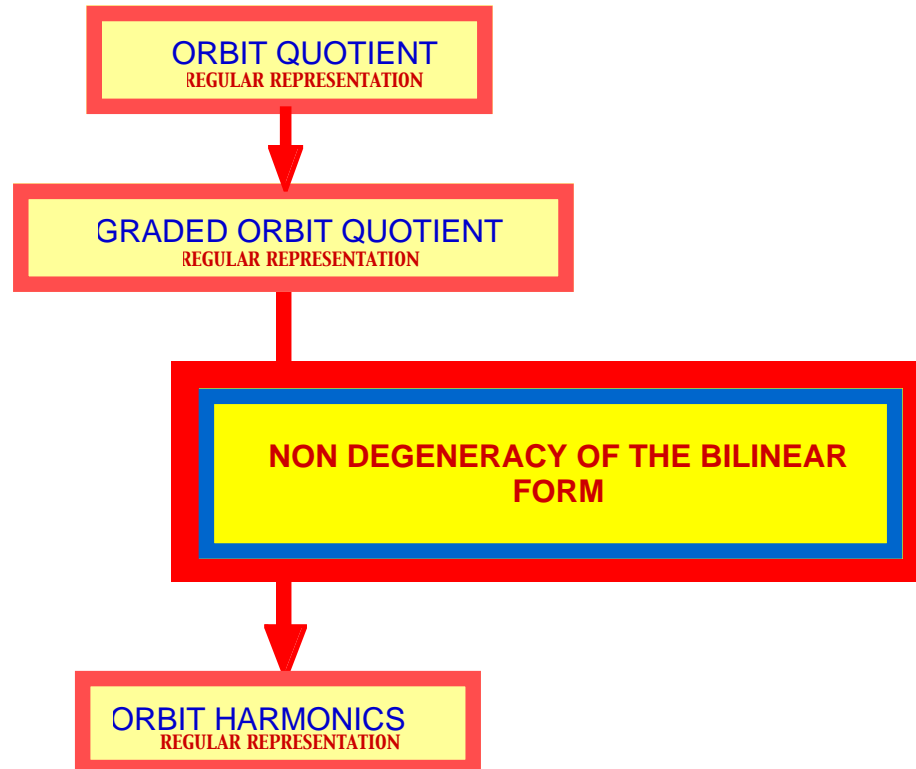 ORBIT QUOTIENT
REGULAR REPRESENTATION
GRADED ORBIT QUOTIENT
REGULAR REPRESENTATION
NON DEGENERACY OF THE BILINEAR
FORM
ORBIT HARMONICS
REGULAR REPRESENTATION